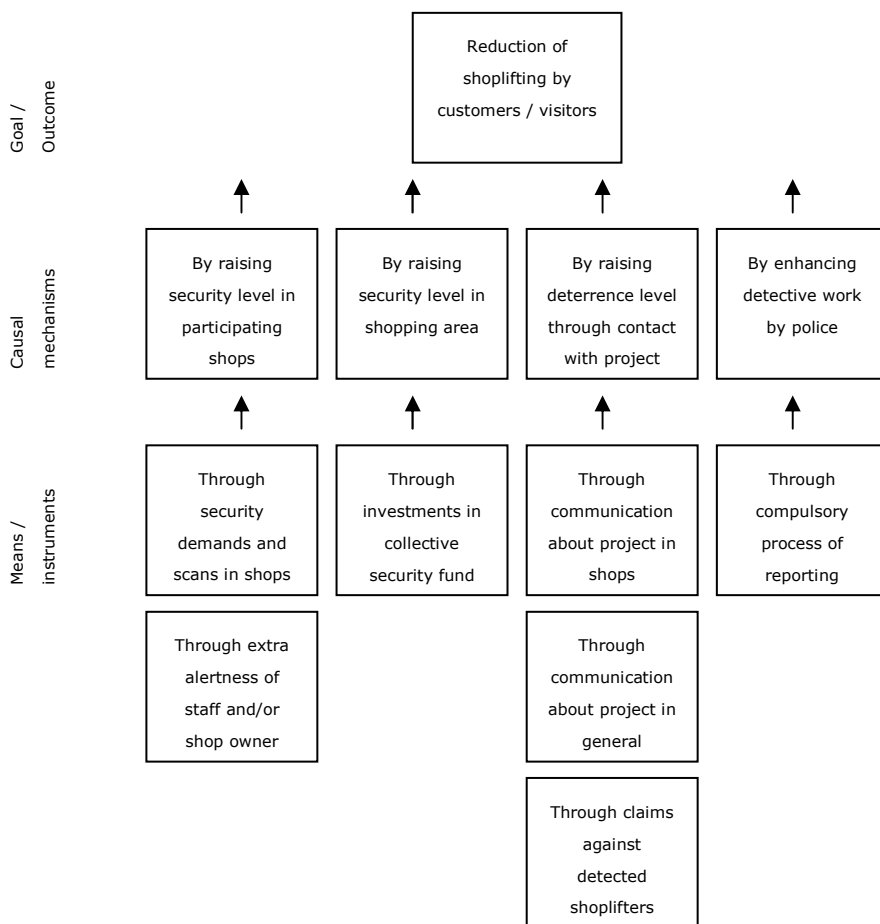 Goal /
Outcome
Reduction of
shoplifting by
customers / visitors
Causal
mechanisms
By raising
security level in
participating
shops
By raising
security level in
shopping area
By raising
deterrence level
through contact
with project
By enhancing
detective work
by police
Means /
instruments
Through
security
demands and
scans in shops
Through
investments in
collective
security fund
Through
communication
about project in
shops
Through
compulsory
process of
reporting
Through extra
alertness of
staff and/or
shop owner
Through
communication
about project in
general
Through claims
against
detected
shoplifters